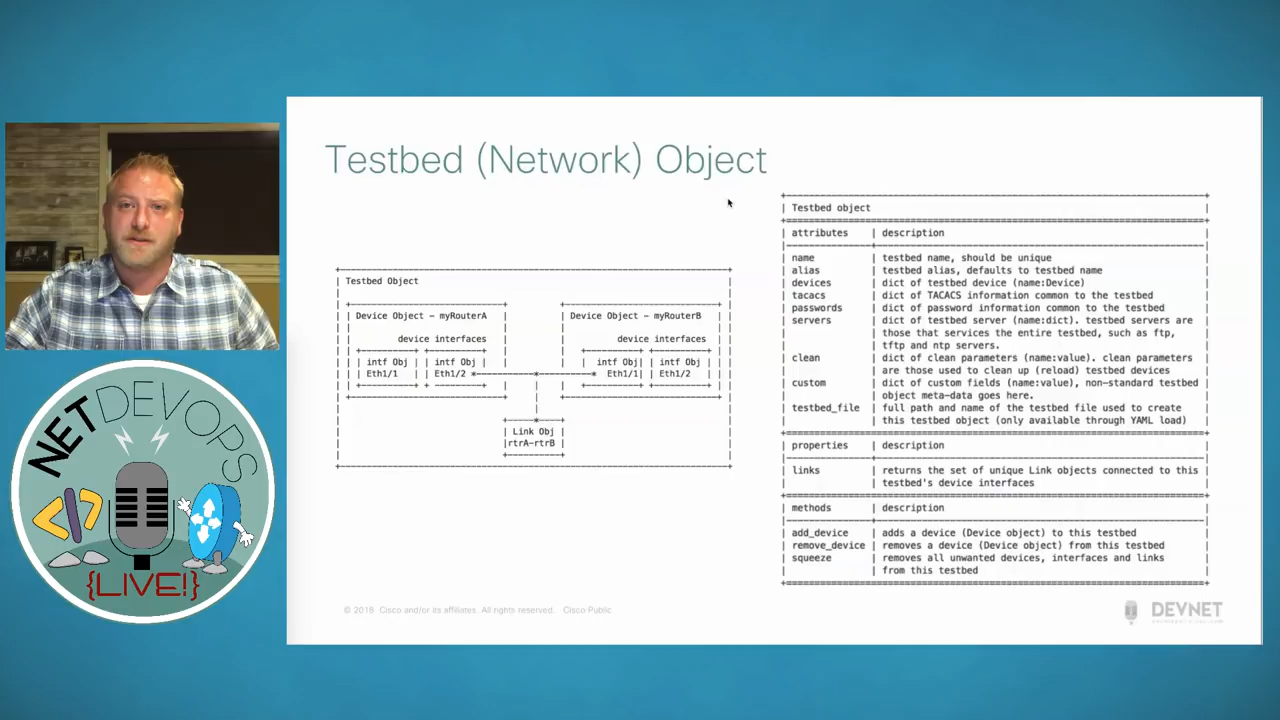 Testbed (Network) Object
Testbed Object
Device Object - myRouterA
Device Object - myRouterB
device interfaces
device interfaces
intf Obj
intf Obj
intf Obj
intf Obj
Eth1/1
Eth1/2
Eth1/1
Eth1/2
Link Obj
rtrA-rtrB
Testbed object
attributes description
name testbed name, should be unique
alias testbed alias, defaults to testbed name
devices dict of testbed device (name:Device)
tacacs dict of TACACS information common to the testbed
passwords dict of password information common to the testbed
servers dict of testbed server (name:dict). testbed servers are
those that services the entire testbed, such as ftp,
tftp and ntp servers.
clean dict of clean parameters (name:value). clean parameters
are those used to clean up (reload) testbed devices
custom dict of custom fields (name:value), non-standard testbed
object meta-data goes here.
testbed_file full path and name of the testbed file used to create
this testbed object (only available through YAML load)
properties description
links returns the set of unique Link objects connected to this
testbed's device interfaces
methods description
add_device adds a device (Device object) to this testbed
remove_device removes a device (Device object) from this testbed
squeeze removes all unwanted devices, interfaces and links
from this testbed
© 2018 Cisco and/or its affiliates. All rights reserved. Cisco Public
DEVNET
NETDEVOPS
{LIVE!}